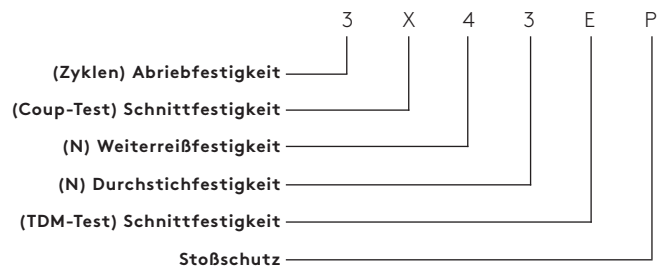 3 X 4 3 E P
(Zyklen) Abriebfestigkeit
(Coup-Test) Schnittfestigkeit
(N) Weiterreißfestigkeit
(N) Durchstichfestigkeit
(TDM-Test) Schnittfestigkeit
Stoßschutz